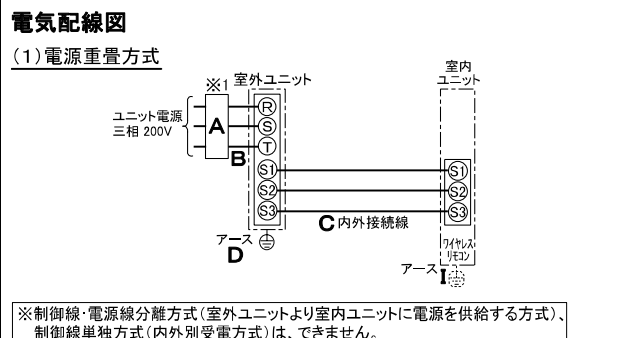 電気配線図
(1)電源重畳方式
※1
室外ユニット
室内
ユニット
ユニット電源
三相 200V
A
B
R
S
T
S1
S2
S3
S1
S2
S3
C 内外接続線
アース
D
ワイヤレス
リモコン
アース I
※制御線・電源線分離方式(室外ユニットより室内ユニットに電源を供給する方式)、
制御線単独方式(内外別受電方式)は、できません。